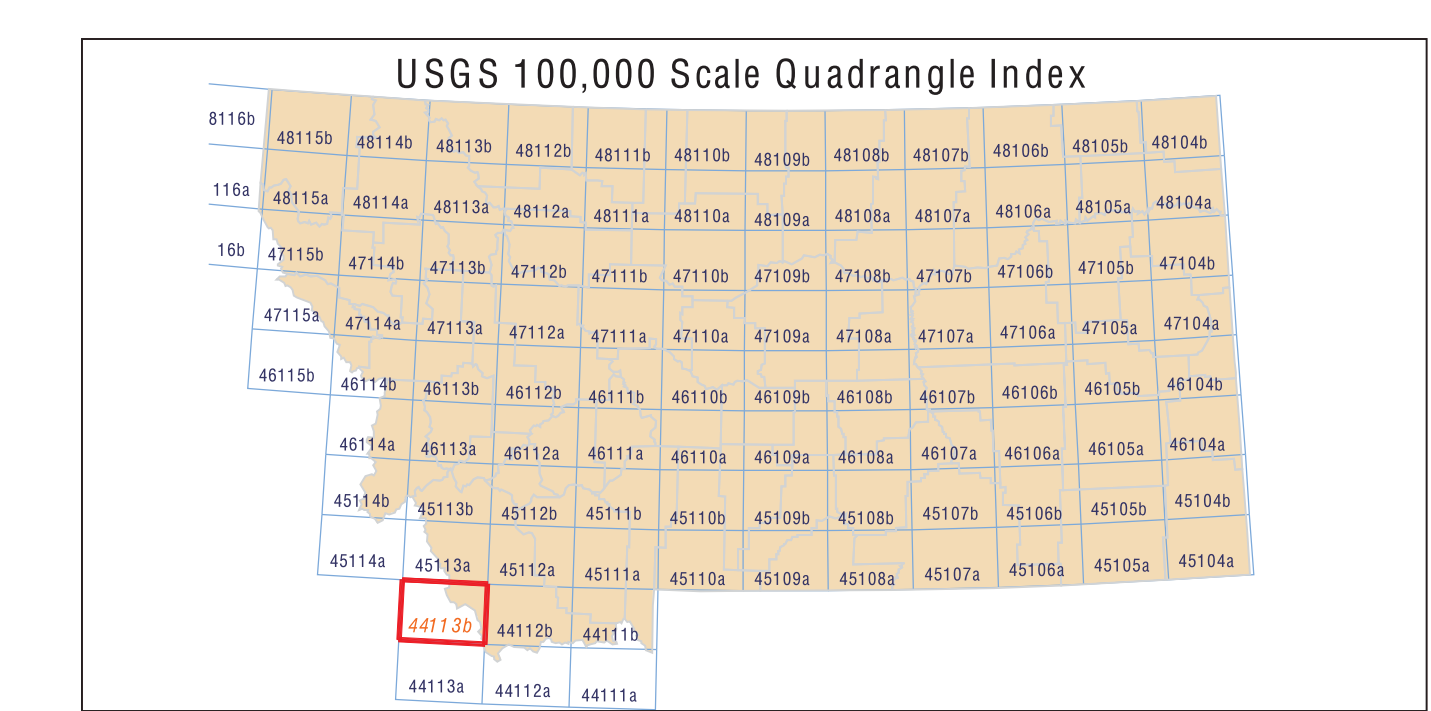 USGS 100,000 Scale Quadrangle Index
8116b 48115b 48114b 48113b 48112b 48111b 48110b 48109b 48108b 48107b 48106b 48105b 48104b
116a 48115a 48114a 48113a 48112a 48111a 48110a 48109a 48108a 48107a 48106a 48105a 48104a
16b 47115b 47114b 47113b 47112b 47111b 47110b 47109b 47108b 47107b 47106b 47105b 47104b
47115a 47114a 47113a 47112a 47111a 47110a 47109a 47108a 47107a 47106a 47105a 47104a
46115b 46114b 46113b 46112b 46111b 46110b 46109b 46108b 46107b 46106b 46105b 46104b
46114a 46113a 46112a 46111a 46110a 46109a 46108a 46107a 46106a 46105a 46104a
45114b 45113b 45112b 45111b 45110b 45109b 45108b 45107b 45106b 45105b 45104b
45114a 45113a 45112a 45111a 45110a 45109a 45108a 45107a 45106a 45105a 45104a
44113b 44112b 44111b
44113a 44112a 44111a